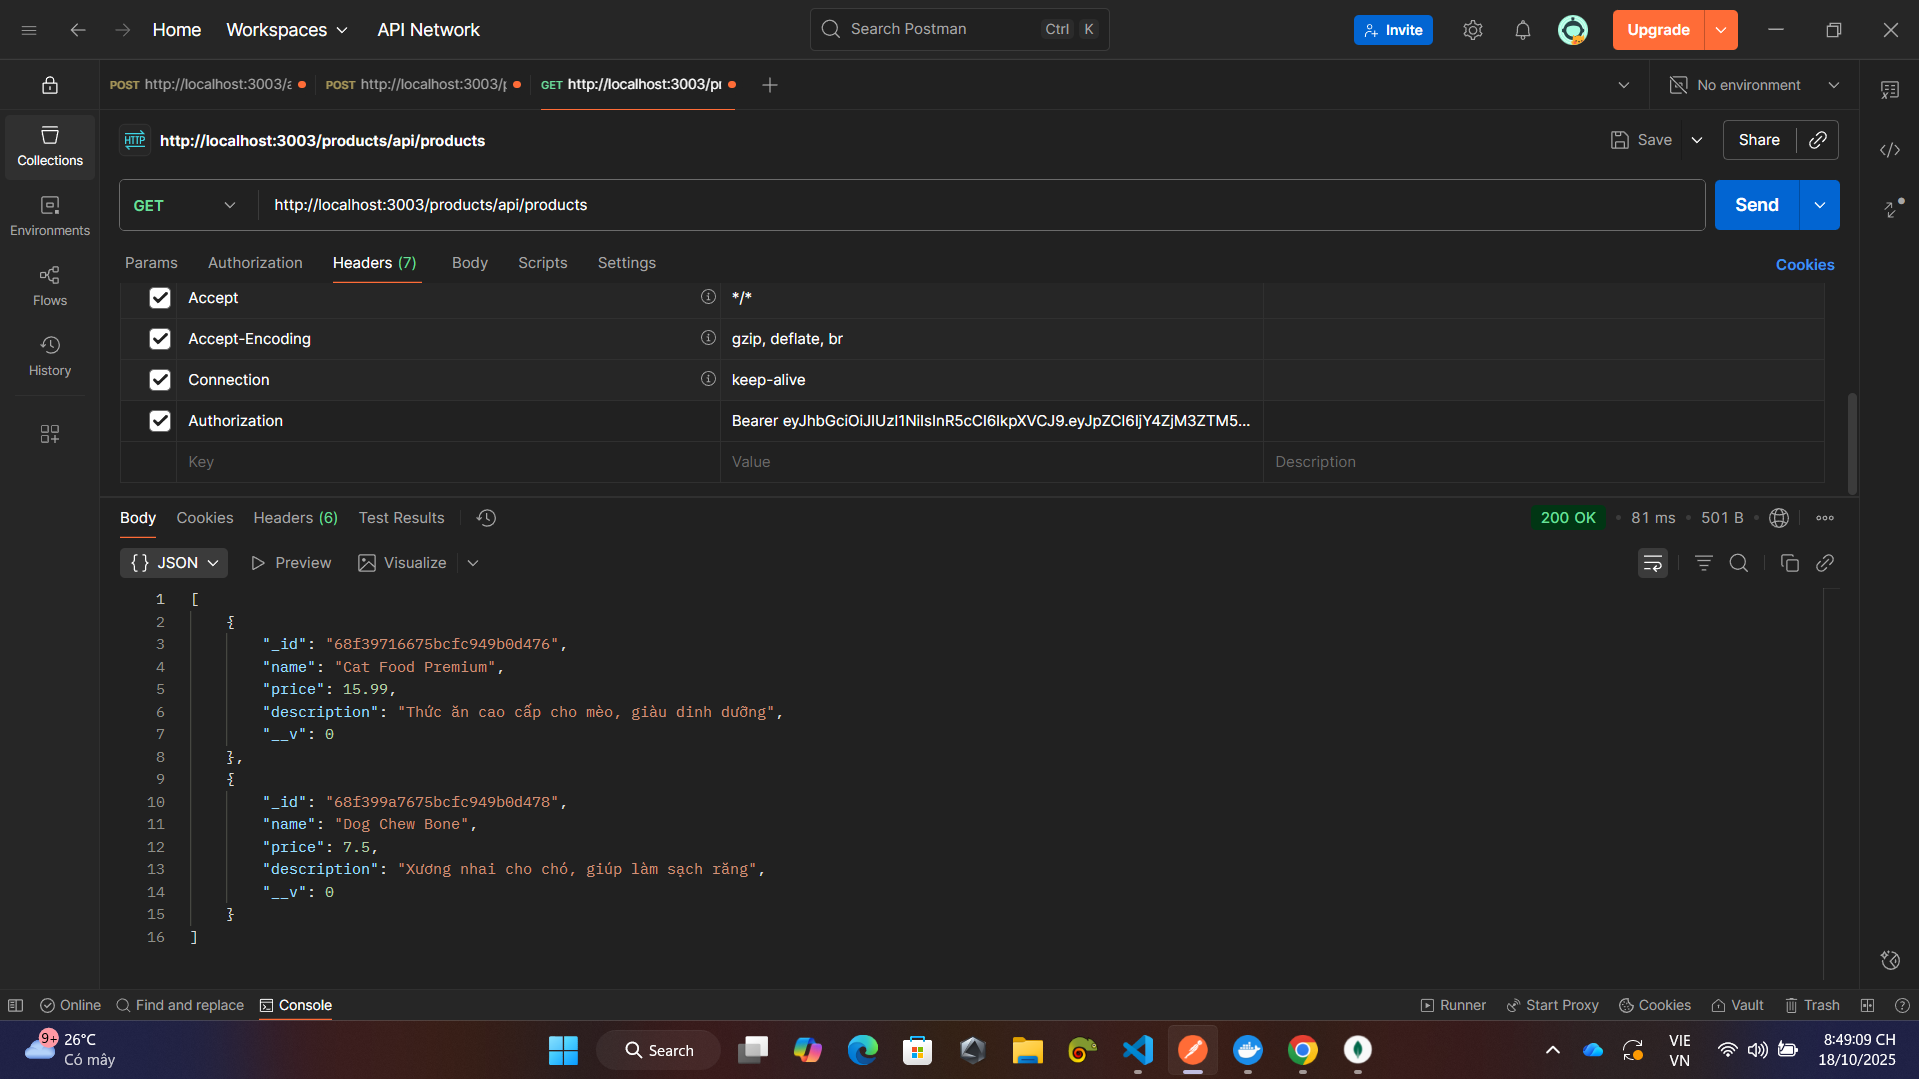 Home Workspaces API Network Search Postman Ctrl K Invite Upgrade
POST http://localhost:3003/a POST http://localhost:3003/p GET http://localhost:3003/pr No environment
HTTP http://localhost:3003/products/api/products Save Share
GET http://localhost:3003/products/api/products Send
Collections
Environments
Flows
History
Params Authorization Headers (7) Body Scripts Settings Cookies
Accept */*
Accept-Encoding gzip, deflate, br
Connection keep-alive
Authorization Bearer eyJhbGciOiJIUzI1NiIsInR5cCI6IkpXVCJ9.eyJpZCI6IjY4ZjM3ZTM5...
Key Value Description
Body Cookies Headers (6) Test Results 200 OK 81 ms 501 B
{} JSON Preview Visualize
1 [
2 {
3 "_id": "68f39716675bcfc949b0d476",
4 "name": "Cat Food Premium",
5 "price": 15.99,
6 "description": "Thức ăn cao cấp cho mèo, giàu dinh dưỡng",
7 "__v": 0
8 },
9 {
10 "_id": "68f399a7675bcfc949b0d478",
11 "name": "Dog Chew Bone",
12 "price": 7.5,
13 "description": "Xương nhai cho chó, giúp làm sạch răng",
14 "__v": 0
15 }
16 ]
Online Find and replace Console Runner Start Proxy Cookies Vault Trash
9+ 26°C
Có mây
Search
VIE
VN
8:49:09 CH
18/10/2025